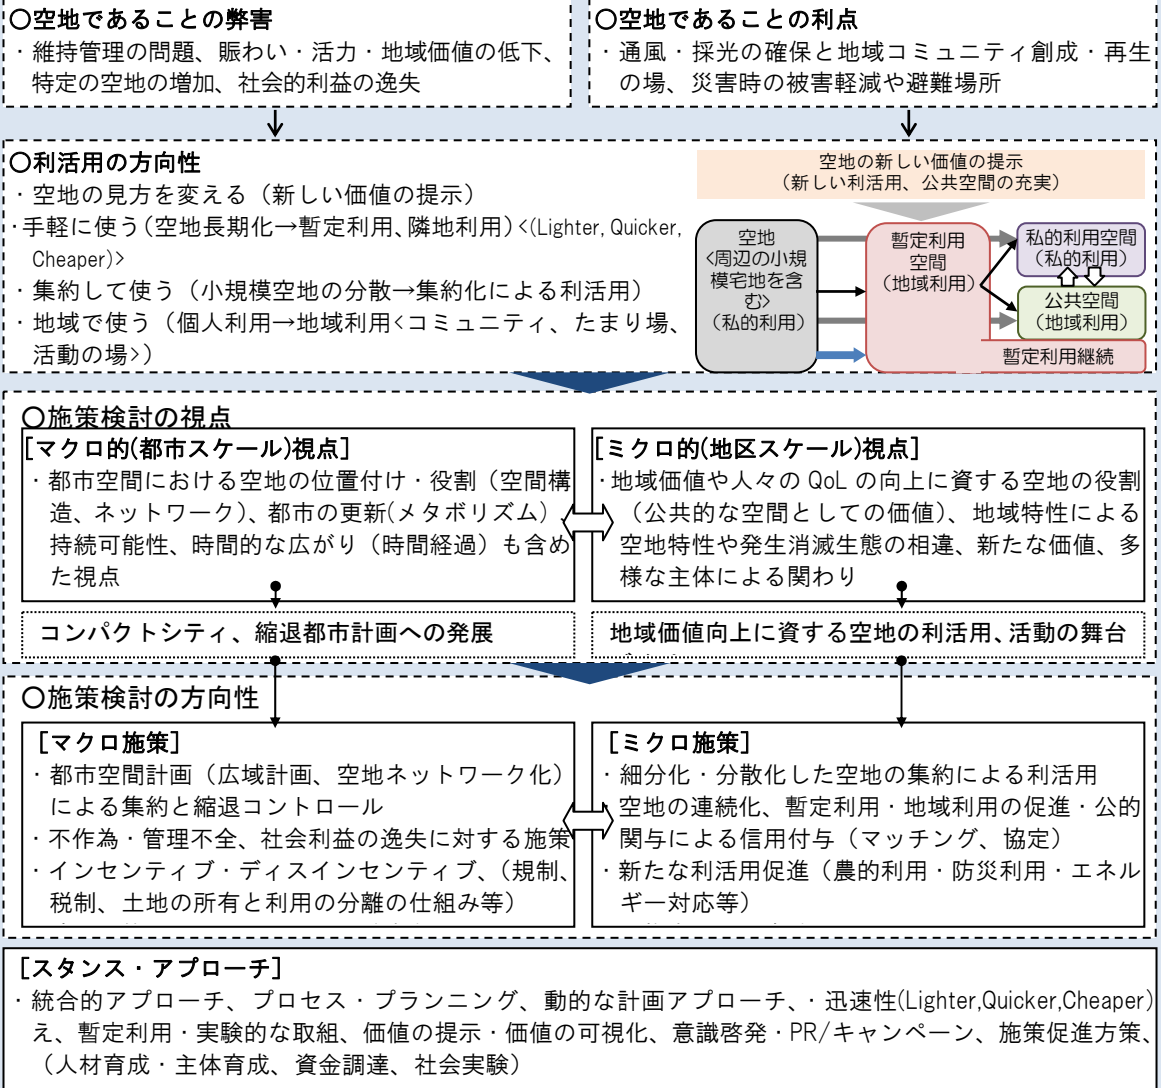 〇空地であることの弊害
・維持管理の問題、賑わい・活力・地域価値の低下、
特定の空地の増加、社会的利益の逸失
〇空地であることの利点
・通風・採光の確保と地域コミュニティ創成・再生
の場、災害時の被害軽減や避難場所
〇利活用の方向性
・空地の見方を変える（新しい価値の提示）
・手軽に使う（空地長期化→暫定利用、隣地利用）<(Lighter, Quicker,
Cheaper)>
・集約して使う（小規模空地の分散→集約化による利活用）
・地域で使う（個人利用→地域利用<コミュニティ、たまり場、
活動の場>）
空地の新しい価値の提示
（新しい利活用、公共空間の充実）
空地
<周辺の小規
模宅地を含
む>
（私的利用）
暫定利用
空間
（地域利用）
私的利用空間
（私的利用）
公共空間
（地域利用）
暫定利用継続
〇施策検討の視点
[マクロ的(都市スケール)視点]
・都市空間における空地の位置付け・役割（空間構
造、ネットワーク）、都市の更新(メタボリズム)・
持続可能性、時間的な広がり（時間経過）も含め
た視点
[ミクロ的(地区スケール)視点]
・地域価値や人々の QoL の向上に資する空地の役割
（公共的な空間としての価値）、地域特性による
空地特性や発生消滅生態の相違、新たな価値、多
様な主体による関わり
コンパクトシティ、縮退都市計画への発展
地域価値向上に資する空地の利活用、活動の舞台
〇施策検討の方向性
［マクロ施策］
・都市空間計画（広域計画、空地ネットワーク化）
による集約と縮退コントロール
・不作為・管理不全、社会利益の逸失に対する施策
・インセンティブ・ディスインセンティブ、（規制、
税制、土地の所有と利用の分離の仕組み等）
［ミクロ施策］
・細分化・分散化した空地の集約による利活用
空地の連続化、暫定利用・地域利用の促進・公的
関与による信用付与（マッチング、協定）
・新たな利活用促進（農的利用・防災利用・エネル
ギー対応等）
［スタンス・アプローチ］
・統合的アプローチ、プロセス・プランニング、動的な計画アプローチ、・迅速性(Lighter,Quicker,Cheaper)
え、暫定利用・実験的な取組、価値の提示・価値の可視化、意識啓発・PR/キャンペーン、施策促進方策、
（人材育成・主体育成、資金調達、社会実験）